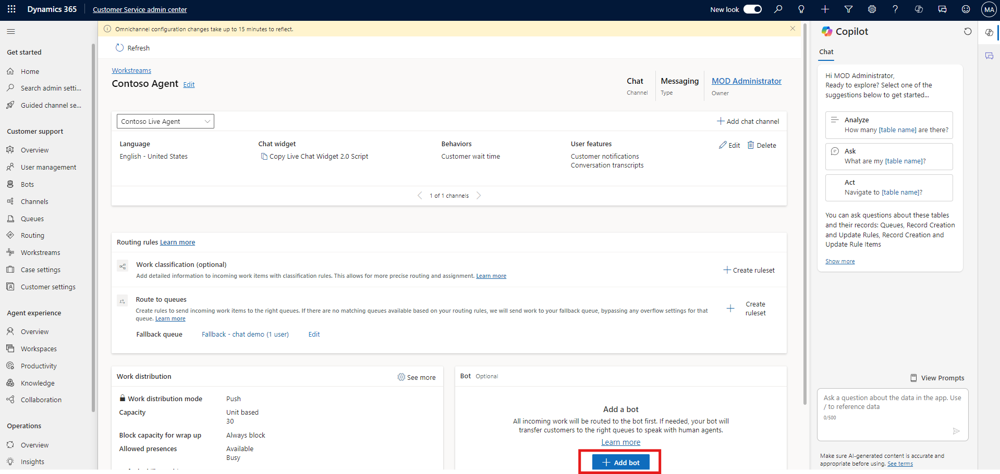 Dynamics 365
Customer Service admin center
New look
MA
Get started
Home
Search admin setti...
Guided channel se...
Customer support
Overview
User management
Bots
Channels
Queues
Routing
Workstreams
Case settings
Customer settings
Agent experience
Overview
Workspaces
Productivity
Knowledge
Collaboration
Operations
Overview
Insights
Omnichannel configuration changes take up to 15 minutes to reflect.
Refresh
Workstreams
Contoso Agent Edit
Chat
Channel
Messaging
Type
MOD Administrator
Owner
Contoso Live Agent
Add chat channel
Language
English - United States
Chat widget
Copy Live Chat Widget 2.0 Script
Behaviors
Customer wait time
User features
Customer notifications
Conversation transcripts
Edit
Delete
1 of 1 channels
Routing rules Learn more
Work classification (optional)
Add detailed information to incoming work items with classification rules. This allows for more precise routing and assignment. Learn more
Create ruleset
Route to queues
Create rules to send incoming work items to the right queues. If there are no matching queues available based on your routing rules, we will send work to your fallback queue, bypassing any overflow settings for that
queue. Learn more
Create
ruleset
Fallback queue Fallback - chat demo (1 user) Edit
Work distribution
See more
Work distribution mode Push
Capacity Unit based
30
Block capacity for wrap up Always block
Allowed presences Available
Busy
Bot Optional
Add a bot
All incoming work will be routed to the bot first. If needed, your bot will
transfer customers to the right queues to speak with human agents.
Learn more
Add bot
Copilot
Chat
Hi MOD Administrator,
Ready to explore? Select one of the
suggestions below to get started...
Analyze
How many [table name] are there?
Ask
What are my [table name]?
Act
Navigate to [table name]?
You can ask questions about these tables
and their records: Queues, Record Creation
and Update Rules, Record Creation and
Update Rule Items
Show more
View Prompts
Ask a question about the data in the app. Use
/ to reference data
0/500
Make sure AI-generated content is accurate and
appropriate before using. See terms